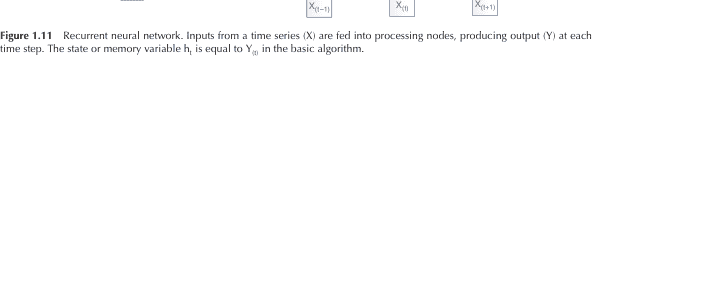 X(t−1) X(t) X(t+1)
Figure 1.11 Recurrent neural network. Inputs from a time series (X) are fed into processing nodes, producing output (Y) at each
time step. The state or memory variable ht is equal to Y(t) in the basic algorithm.